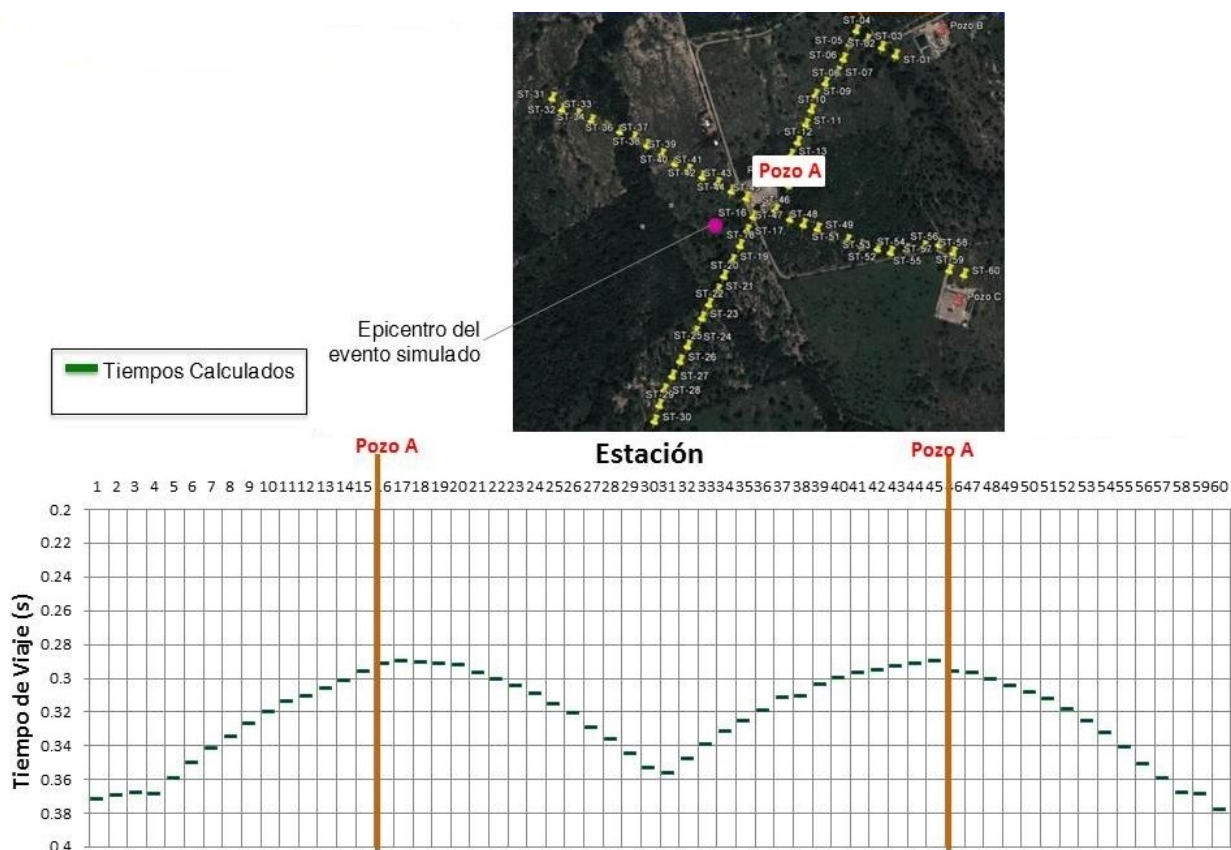 ST-04
Pozo B
ST-05
ST-03
ST-02
ST-01
ST-06
ST-08
ST-07
ST-09
ST-10
ST-11
ST-12
ST-13
ST-31
ST-32
ST-33
ST-34
ST-36
ST-37
ST-38
ST-39
ST-40
ST-41
ST-42
ST-43
ST-44
Pozo A
ST-46
ST-16
ST-47
ST-48
ST-17
ST-49
ST-51
ST-53
ST-54
ST-56
ST-58
ST-52
ST-57
ST-55
ST-59
ST-60
Pozo C
ST-19
ST-20
ST-21
ST-22
ST-23
ST-25
ST-24
ST-26
ST-27
ST-28
ST-29
ST-30
Epicentro del
evento simulado
Tiempos Calculados
Pozo A
Estación
Pozo A
1 2 3 4 5 6 7 8 9 10 11 12 13 14 15 16 17 18 19 20 21 22 23 24 25 26 27 28 29 30 31 32 33 34 35 36 37 38 39 40 41 42 43 44 45 46 47 48 49 50 51 52 53 54 55 56 57 58 59 60
Tiempo de Viaje (s)
0.2
0.22
0.24
0.26
0.28
0.3
0.32
0.34
0.36
0.38
0.4